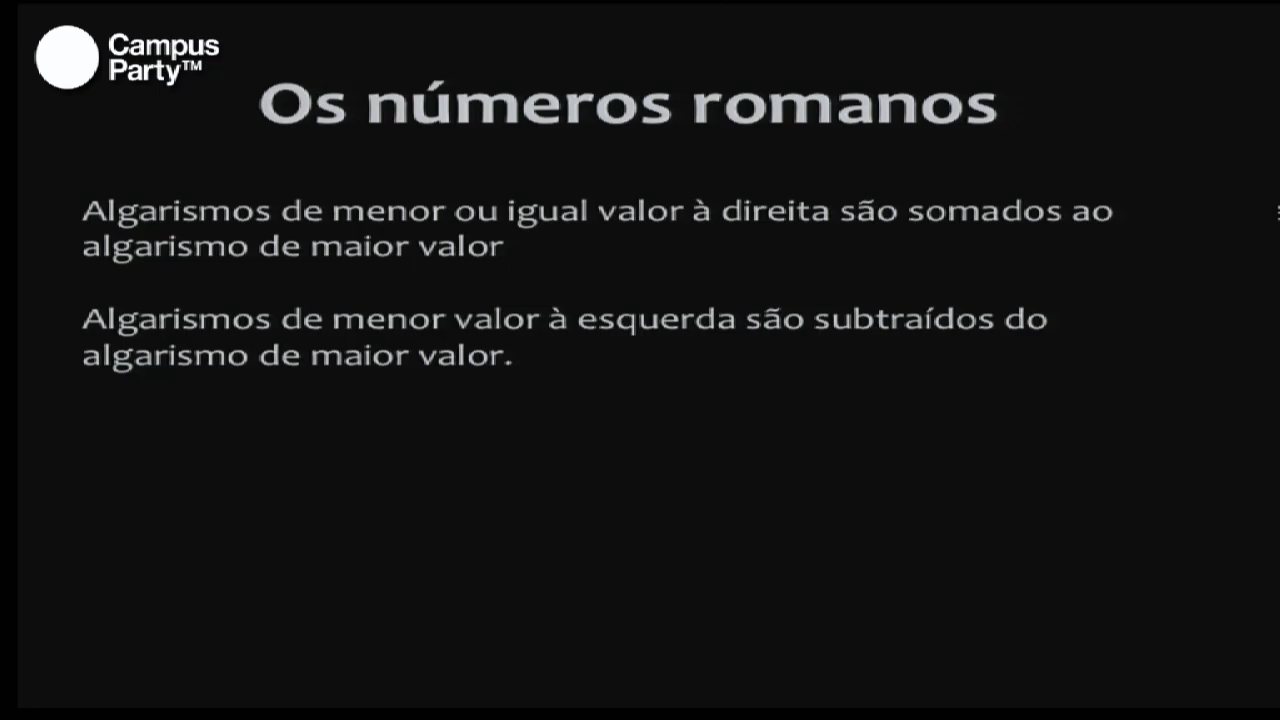 Campus
Party™
Os números romanos
Algarismos de menor ou igual valor à direita são somados ao
algarismo de maior valor
Algarismos de menor valor à esquerda são subtraídos do
algarismo de maior valor.